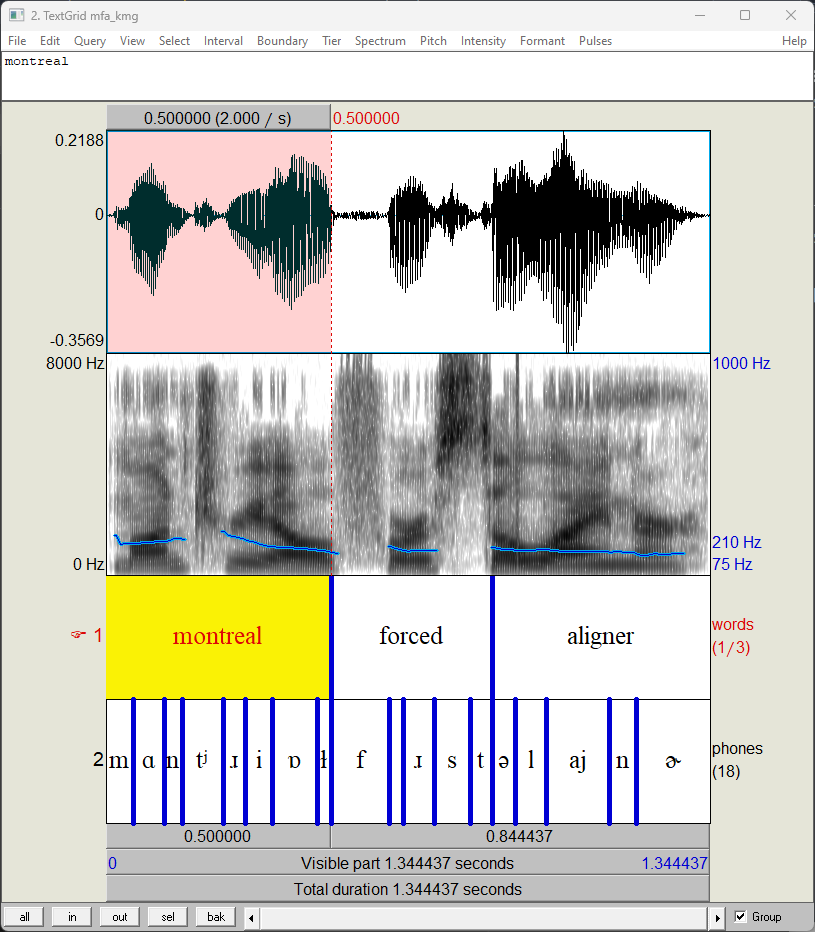 2. TextGrid mfa_kmg
File Edit Query View Select Interval Boundary Tier Spectrum Pitch Intensity Formant Pulses Help
montreal
0.500000 (2.000 / s) 0.500000
0.2188
0
-0.3569
8000 Hz 1000 Hz
210 Hz
0 Hz 75 Hz
☞ 1 montreal forced aligner words
(1/3)
2 m ɑ n tʲ ɹ i ɒ ɫ f ɹ s t ə l aj n ɚ phones
(18)
0.500000 0.844437
0 Visible part 1.344437 seconds 1.344437
Total duration 1.344437 seconds
all in out sel bak Group